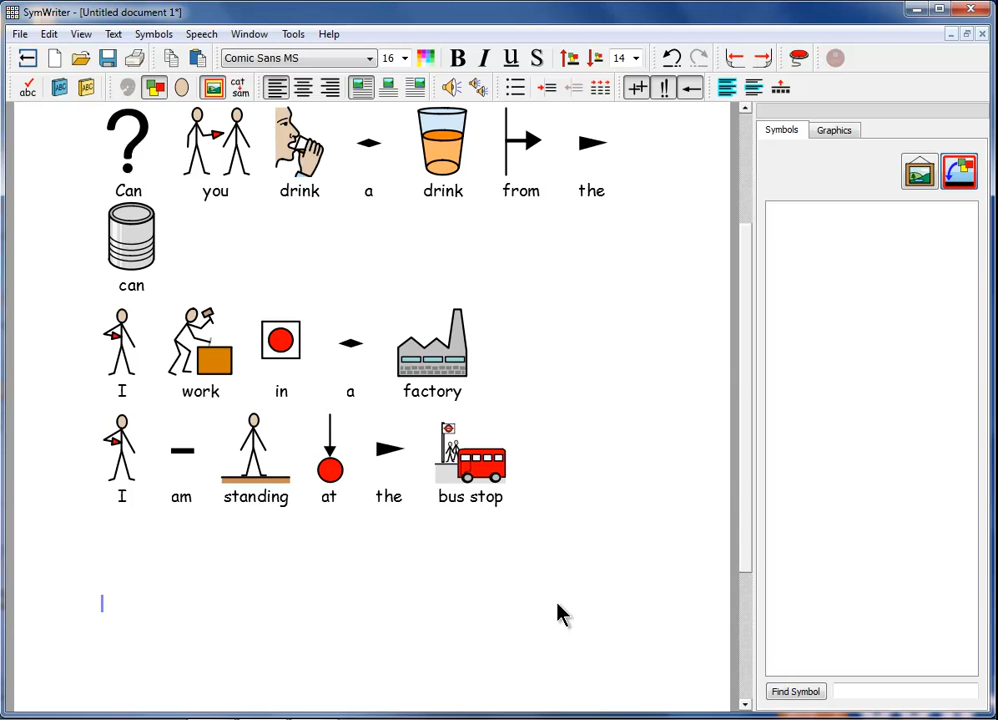 SymWriter - [Untitled document 1*]
File Edit View Text Symbols Speech Window Tools Help
Comic Sans MS 16 B I u S 14
abc abc abc cat sam
Symbols Graphics
Can you drink a drink from the
can
I work in a factory
I am standing at the bus stop
Find Symbol